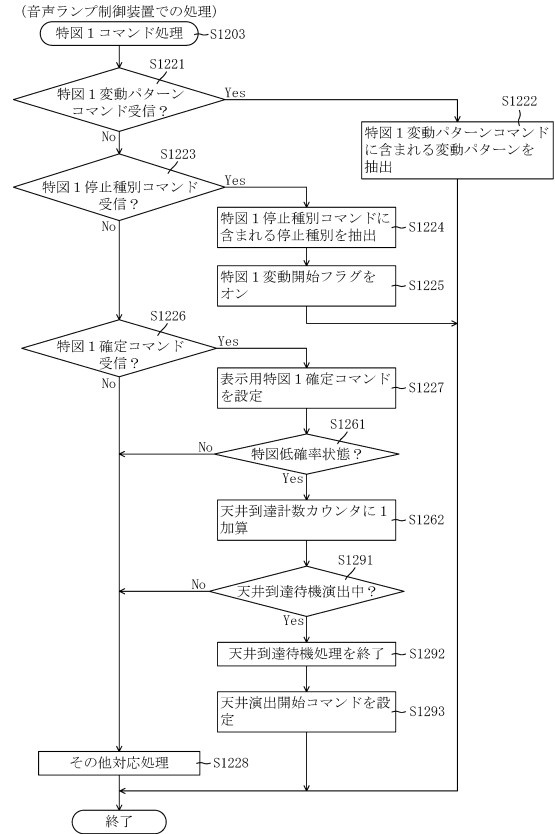 (音声ランプ制御装置での処理)
特図1コマンド処理
S1203
S1221
特図1変動パターン
コマンド受信?
Yes
No
S1222
特図1変動パターンコマンド
に含まれる変動パターンを
抽出
S1223
特図1停止種別コマンド
受信?
Yes
No
特図1停止種別コマンドに
含まれる停止種別を抽出
S1224
特図1変動開始フラグを
オン
S1225
S1226
特図1確定コマンド
受信?
Yes
No
表示用特図1確定コマンド
を設定
S1227
S1261
特図低確率状態?
No
Yes
天井到達計数カウンタに1
加算
S1262
S1291
天井到達待機演出中?
No
Yes
天井到達待機処理を終了
S1292
天井演出開始コマンドを設
定
S1293
その他対応処理
S1228
終了